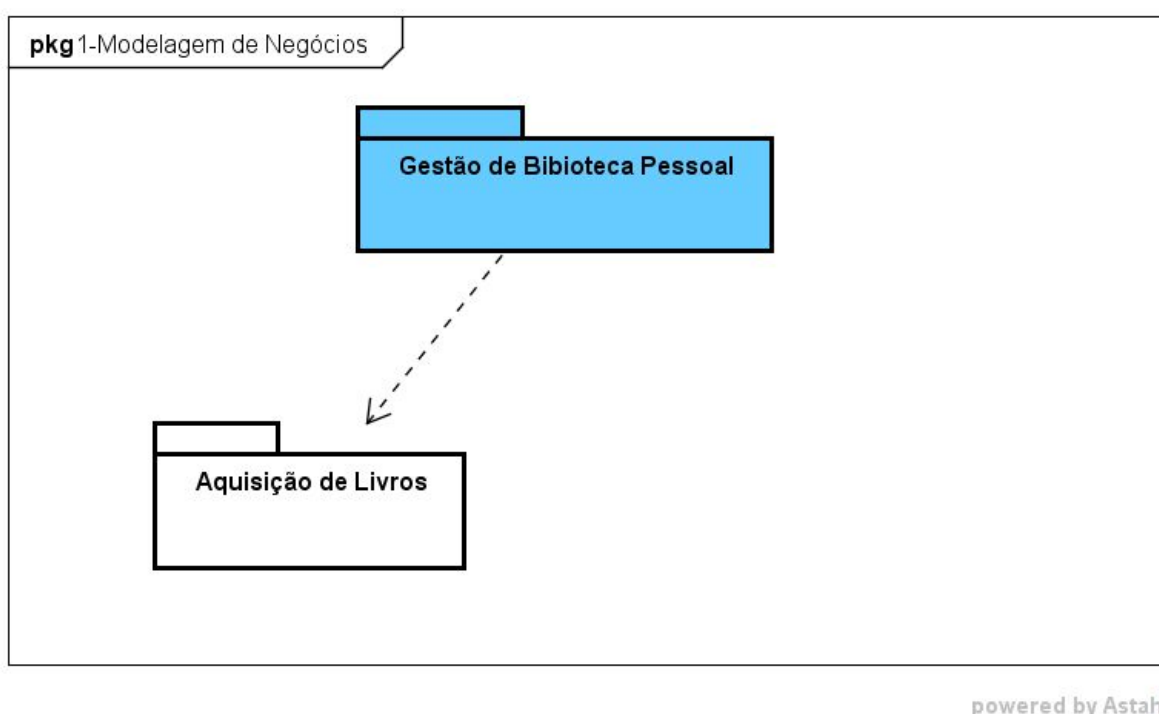 pkg 1-Modelagem de Negócios
Gestão de Bibioteca Pessoal
Aquisição de Livros
powered by Astah